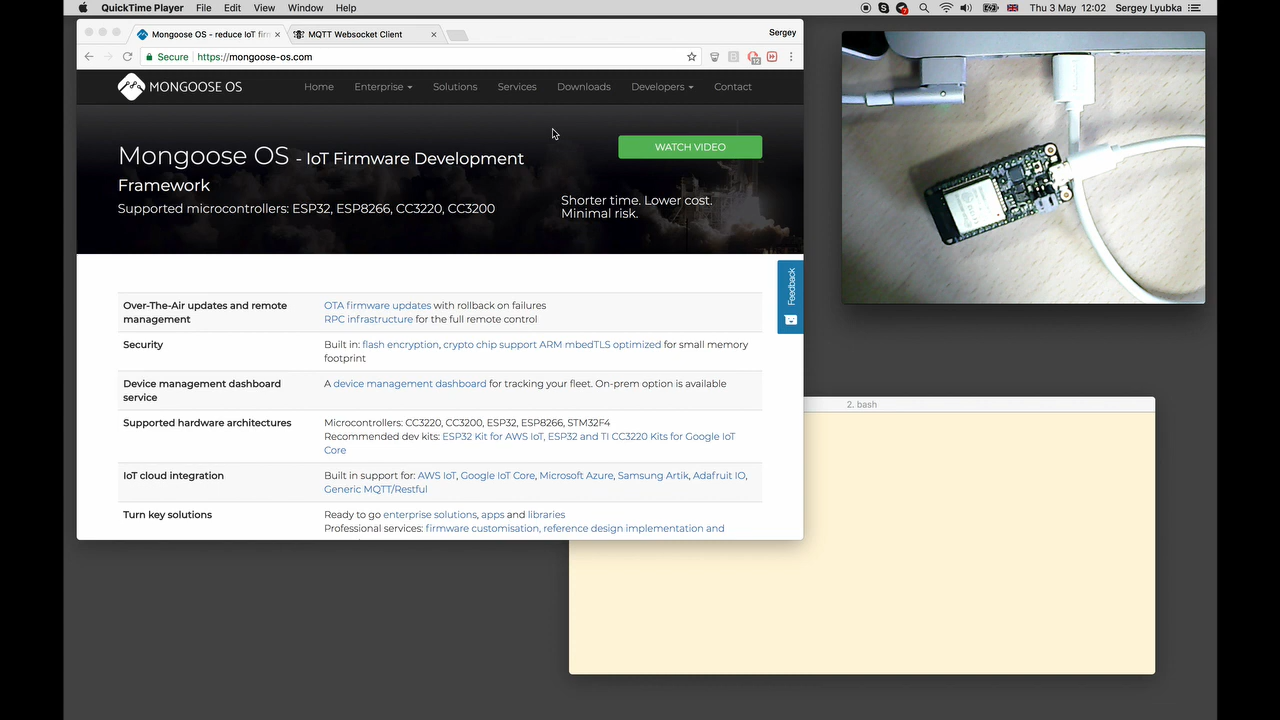 QuickTime Player File Edit View Window Help Thu 3 May 12:02 Sergey Lyubka
Mongoose OS - reduce IoT firm MQTT Websocket Client Sergey
Secure https://mongoose-os.com 12
MONGOOSE OS Home Enterprise Solutions Services Downloads Developers Contact
Mongoose OS - IoT Firmware Development
Framework
Supported microcontrollers: ESP32, ESP8266, CC3220, CC3200
WATCH VIDEO
Shorter time. Lower cost.
Minimal risk.
Feedback
Over-The-Air updates and remote
management
OTA firmware updates with rollback on failures
RPC infrastructure for the full remote control
Security
Built in: flash encryption, crypto chip support ARM mbedTLS optimized for small memory
footprint
Device management dashboard
service
A device management dashboard for tracking your fleet. On-prem option is available
Supported hardware architectures
Microcontrollers: CC3220, CC3200, ESP32, ESP8266, STM32F4
Recommended dev kits: ESP32 Kit for AWS IoT, ESP32 and TI CC3220 Kits for Google IoT
Core
IoT cloud integration
Built in support for: AWS IoT, Google IoT Core, Microsoft Azure, Samsung Artik, Adafruit IO,
Generic MQTT/Restful
Turn key solutions
Ready to go enterprise solutions, apps and libraries
Professional services: firmware customisation, reference design implementation and
2. bash